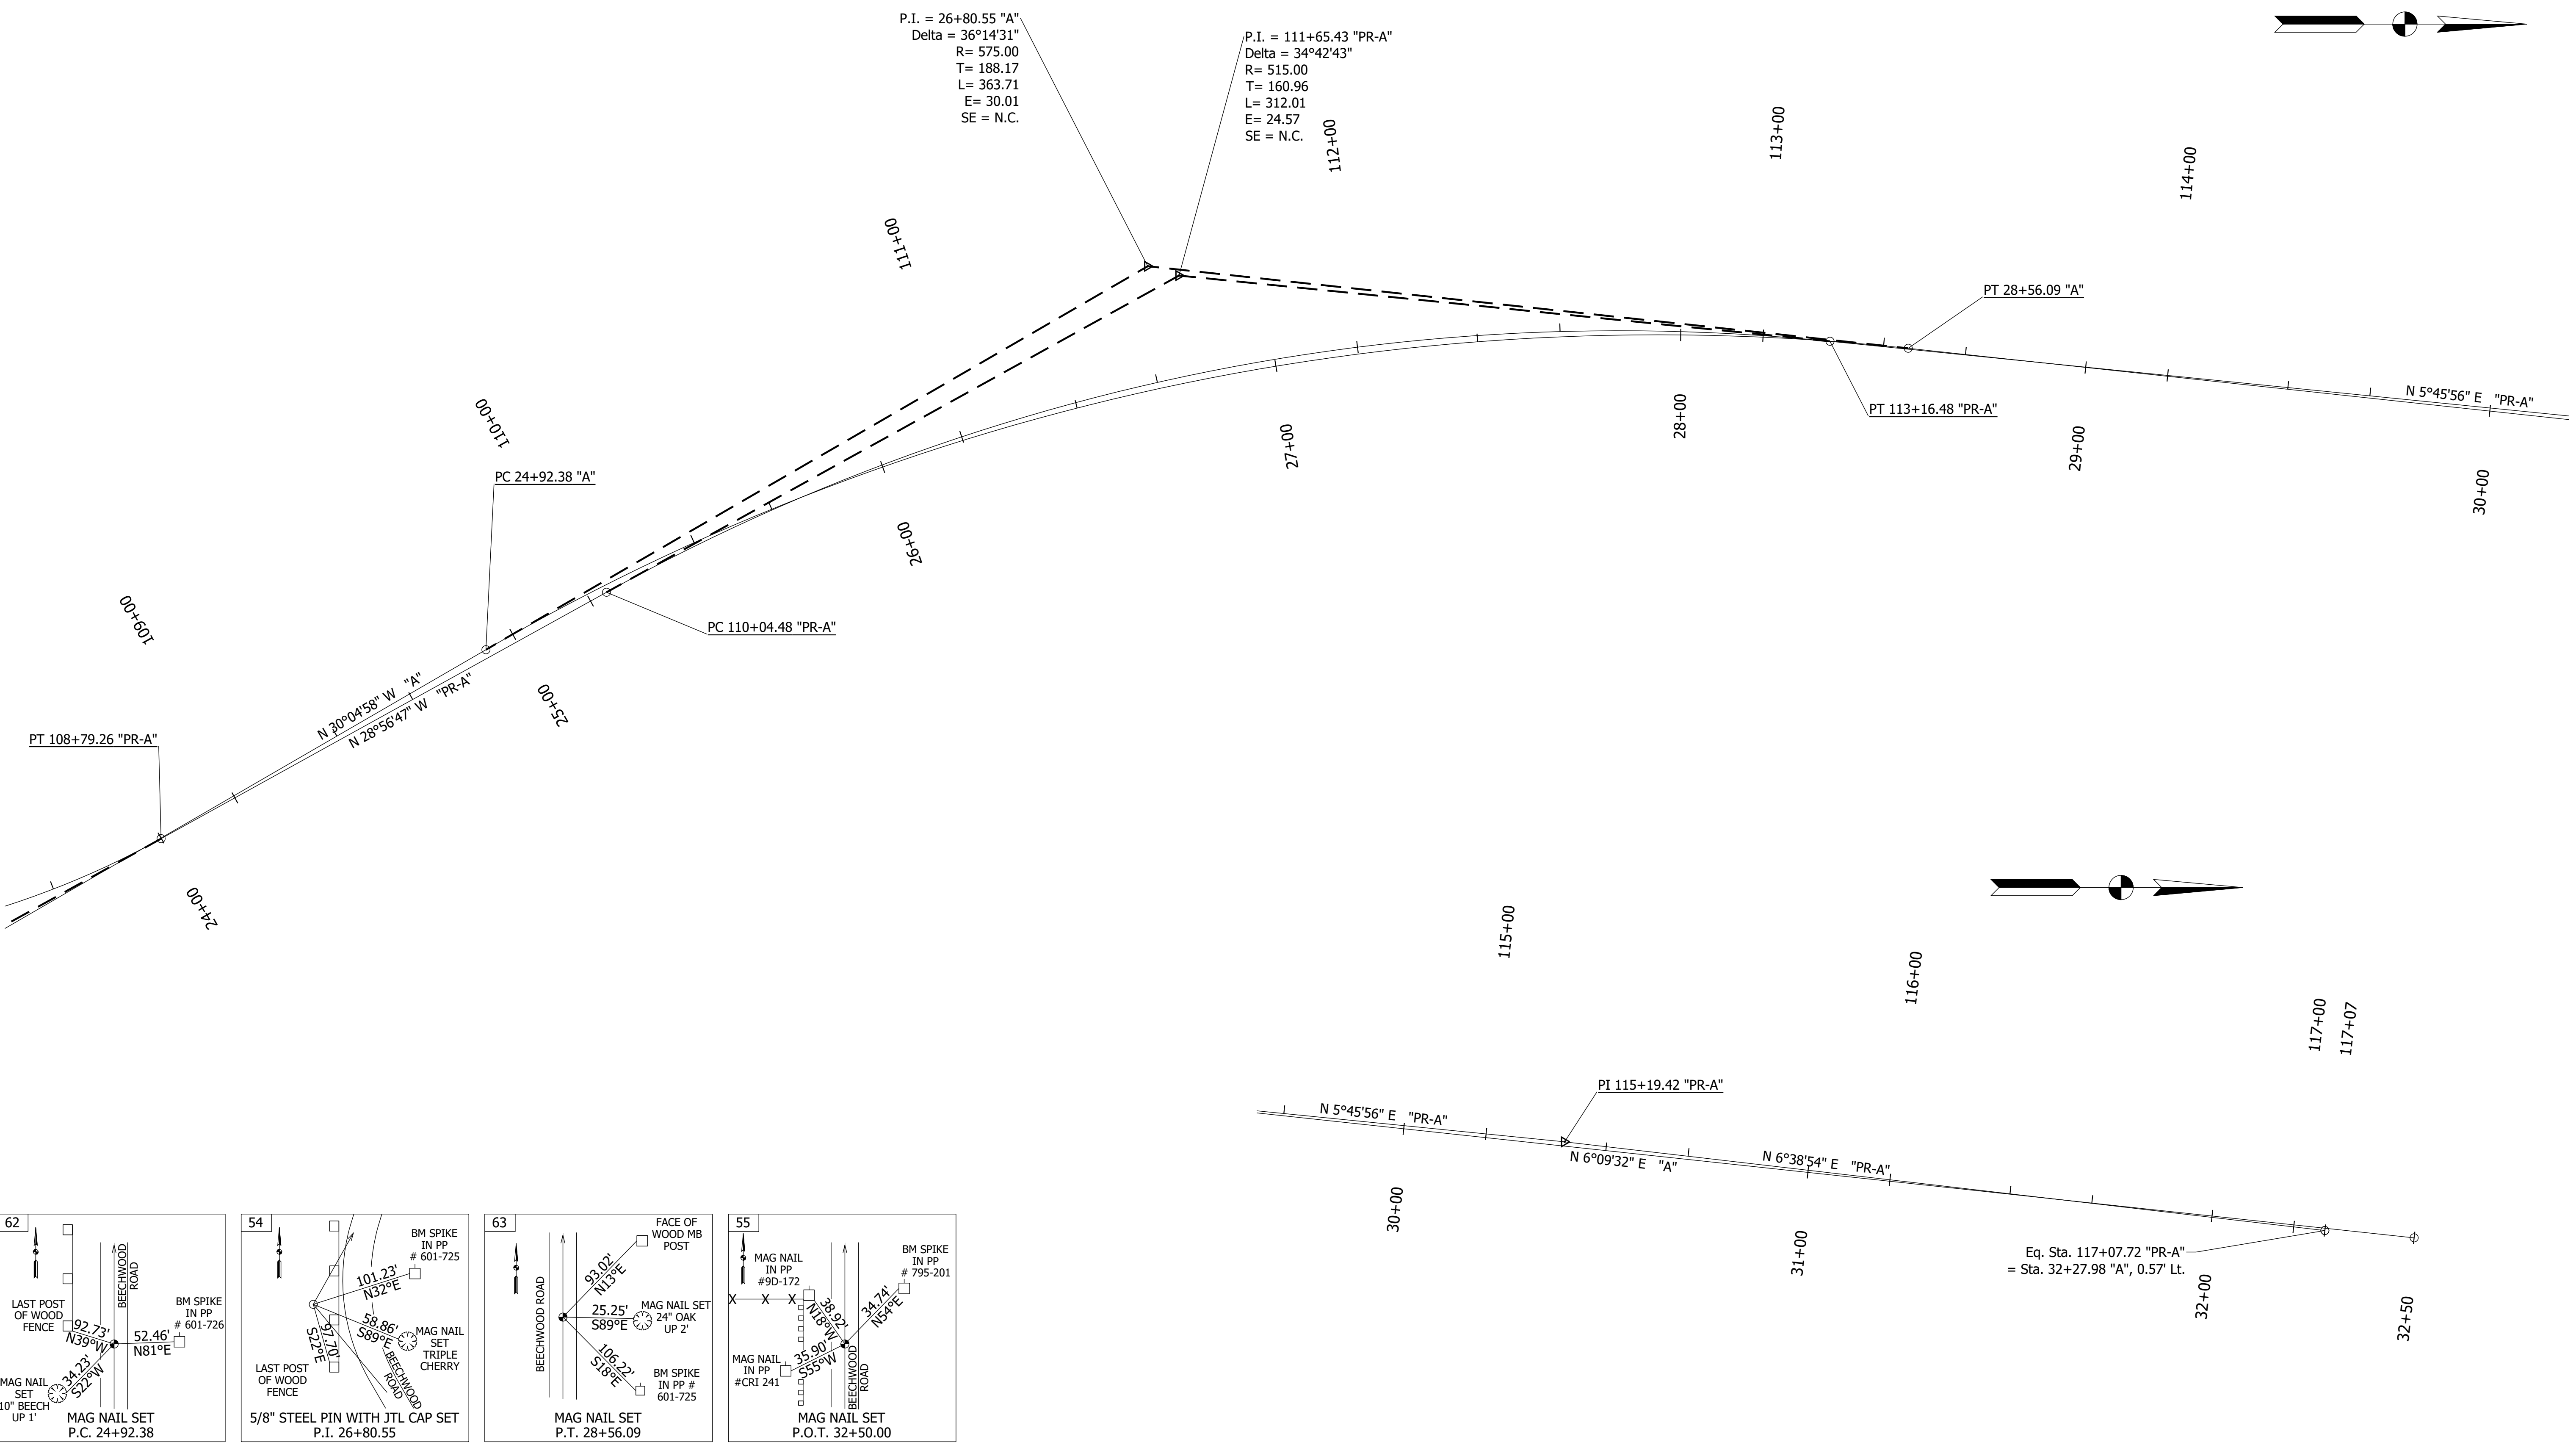 P.I. = 26+80.55 "A"
Delta = 36°14'31"
R= 575.00
T= 188.17
L= 363.71
E= 30.01
SE = N.C.
P.I. = 111+65.43 "PR-A"
Delta = 34°42'43"
R= 515.00
T= 160.96
L= 312.01
E= 24.57
SE = N.C.
109+00
110+00
111+00
112+00
113+00
114+00
PT 28+56.09 "A"
PT 113+16.48 "PR-A"
N 5°45'56" E "PR-A"
PC 24+92.38 "A"
PC 110+04.48 "PR-A"
N 30°04'58" W "A"
N 28°56'47" W "PR-A"
PT 108+79.26 "PR-A"
24+00
25+00
26+00
27+00
28+00
29+00
30+00
115+00
116+00
117+00
117+07
PI 115+19.42 "PR-A"
N 5°45'56" E "PR-A"
N 6°09'32" E "A"
N 6°38'54" E "PR-A"
30+00
31+00
32+00
32+50
Eq. Sta. 117+07.72 "PR-A"
= Sta. 32+27.98 "A", 0.57' Lt.
62
BEECHWOOD
ROAD
LAST POST
OF WOOD
FENCE
BM SPIKE
IN PP
# 601-726
92.73'
N39°W
52.46'
N81°E
34.23'
S22°W
MAG NAIL
SET
10" BEECH
UP 1'
MAG NAIL SET
P.C. 24+92.38
54
BM SPIKE
IN PP
# 601-725
101.23'
N32°E
58.86'
S89°E
97.70'
S22°E
MAG NAIL
SET
TRIPLE
CHERRY
LAST POST
OF WOOD
FENCE
BEECHWOOD
ROAD
5/8" STEEL PIN WITH JTL CAP SET
P.I. 26+80.55
63
FACE OF
WOOD MB
POST
BEECHWOOD ROAD
93.02'
N13°E
25.25'
S89°E
MAG NAIL SET
24" OAK
UP 2'
106.22'
S18°E
BM SPIKE
IN PP #
601-725
MAG NAIL SET
P.T. 28+56.09
55
MAG NAIL
IN PP
#9D-172
BM SPIKE
IN PP
# 795-201
X X X
38.92'
N18°W
34.74'
N54°E
35.90'
S55°W
MAG NAIL
IN PP
#CRI 241
BEECHWOOD
ROAD
MAG NAIL SET
P.O.T. 32+50.00